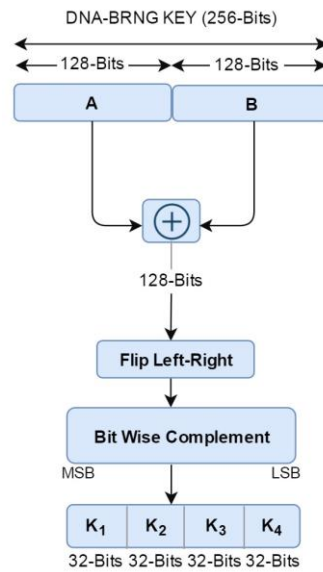 DNA-BRNG KEY (256-Bits)
128-Bits 128-Bits
A B
128-Bits
Flip Left-Right
Bit Wise Complement
MSB LSB
K₁ K₂ K₃ K₄
32-Bits 32-Bits 32-Bits 32-Bits